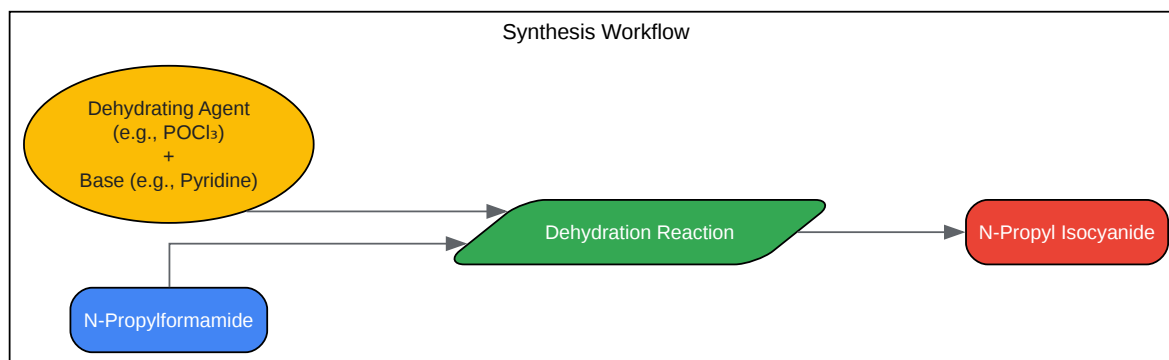 Synthesis Workflow
Dehydrating Agent
(e.g., POCl₃)
+
Base (e.g., Pyridine)
Dehydration Reaction
N-Propyl Isocyanide
N-Propylformamide